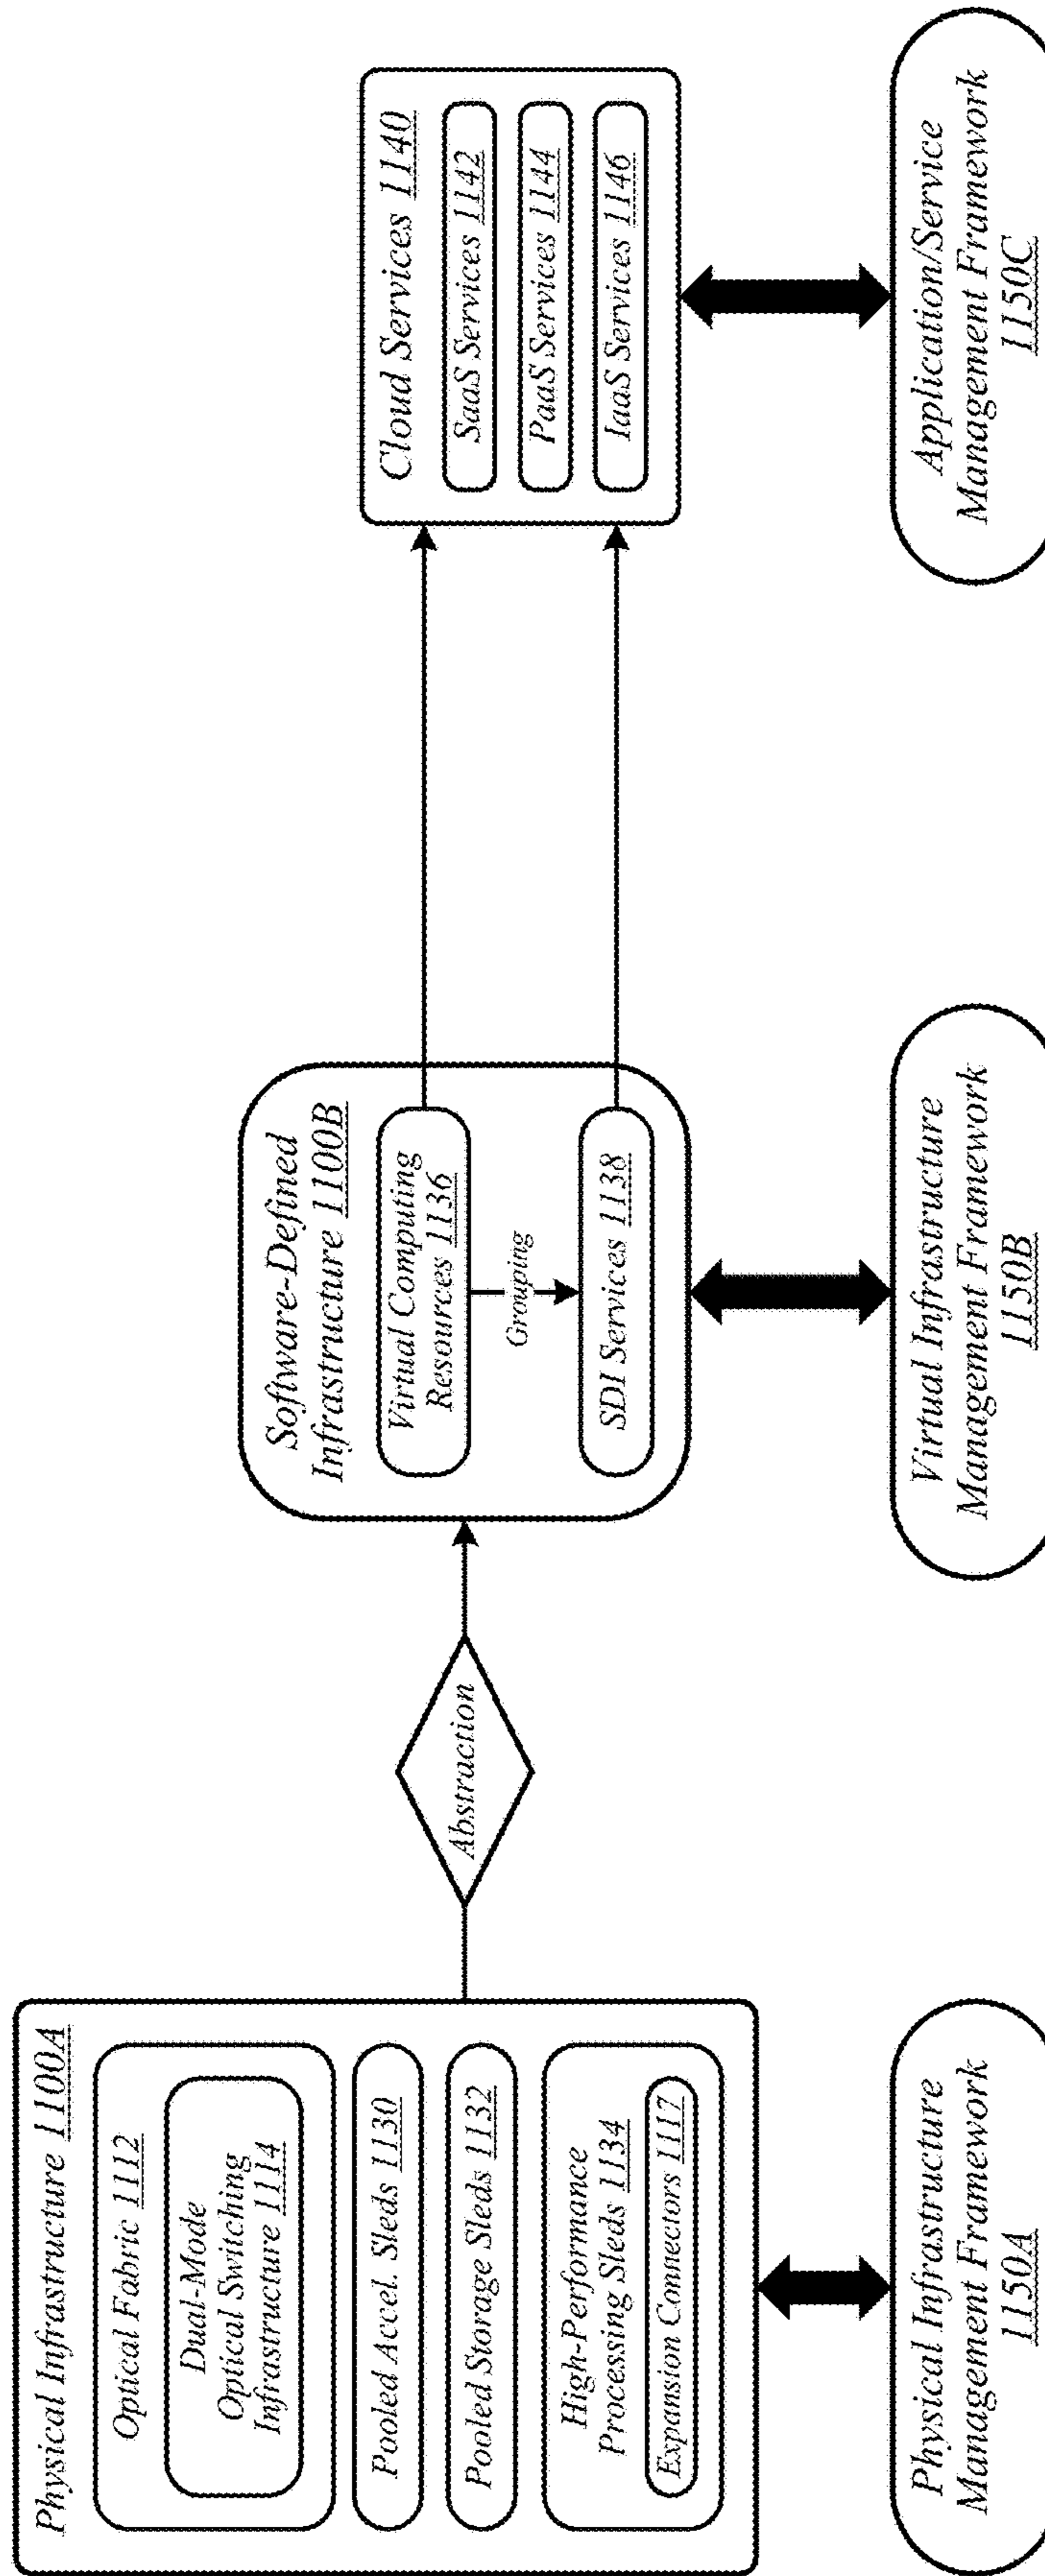 Physical Infrastructure 1100A
Optical Fabric 1112
Dual-Mode
Optical Switching
Infrastructure 1114
Pooled Accel. Sleds 1130
Pooled Storage Sleds 1132
High-Performance
Processing Sleds 1134
Expansion Connectors 1117
Physical Infrastructure
Management Framework
1150A
Abstraction
Software-Defined
Infrastructure 1100B
Virtual Computing
Resources 1136
Grouping
SDI Services 1138
Virtual Infrastructure
Management Framework
1150B
Cloud Services 1140
SaaS Services 1142
PaaS Services 1144
IaaS Services 1146
Application/Service
Management Framework
1150C